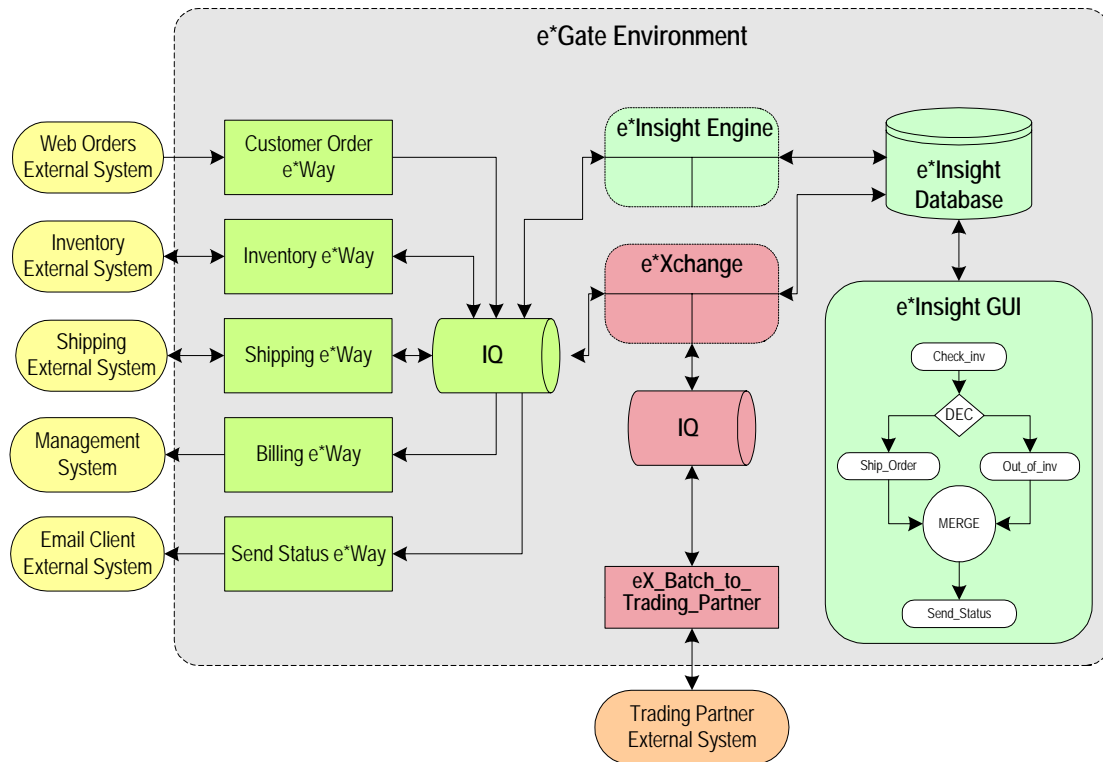 e*Gate Environment
Web Orders
External System
Customer Order
e*Way
e*Insight Engine
e*Insight
Database
Inventory
External System
Inventory e*Way
e*Xchange
e*Insight GUI
Shipping
External System
Shipping e*Way
IQ
Check_inv
DEC
Management
System
Billing e*Way
IQ
Ship_Order
Out_of_inv
MERGE
Email Client
External System
Send Status e*Way
eX_Batch_to_
Trading_Partner
Send_Status
Trading Partner
External System